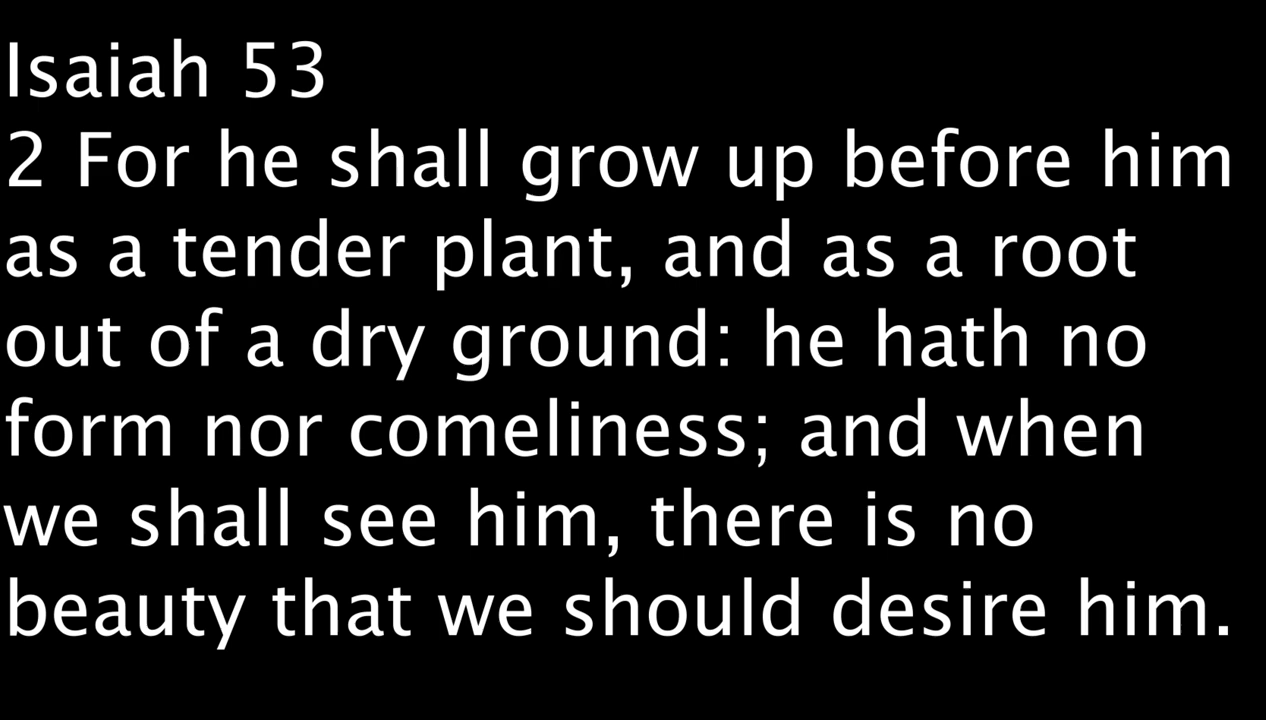 Isaiah 53
2 For he shall grow up before him
as a tender plant, and as a root
out of a dry ground: he hath no
form nor comeliness; and when
we shall see him, there is no
beauty that we should desire him.